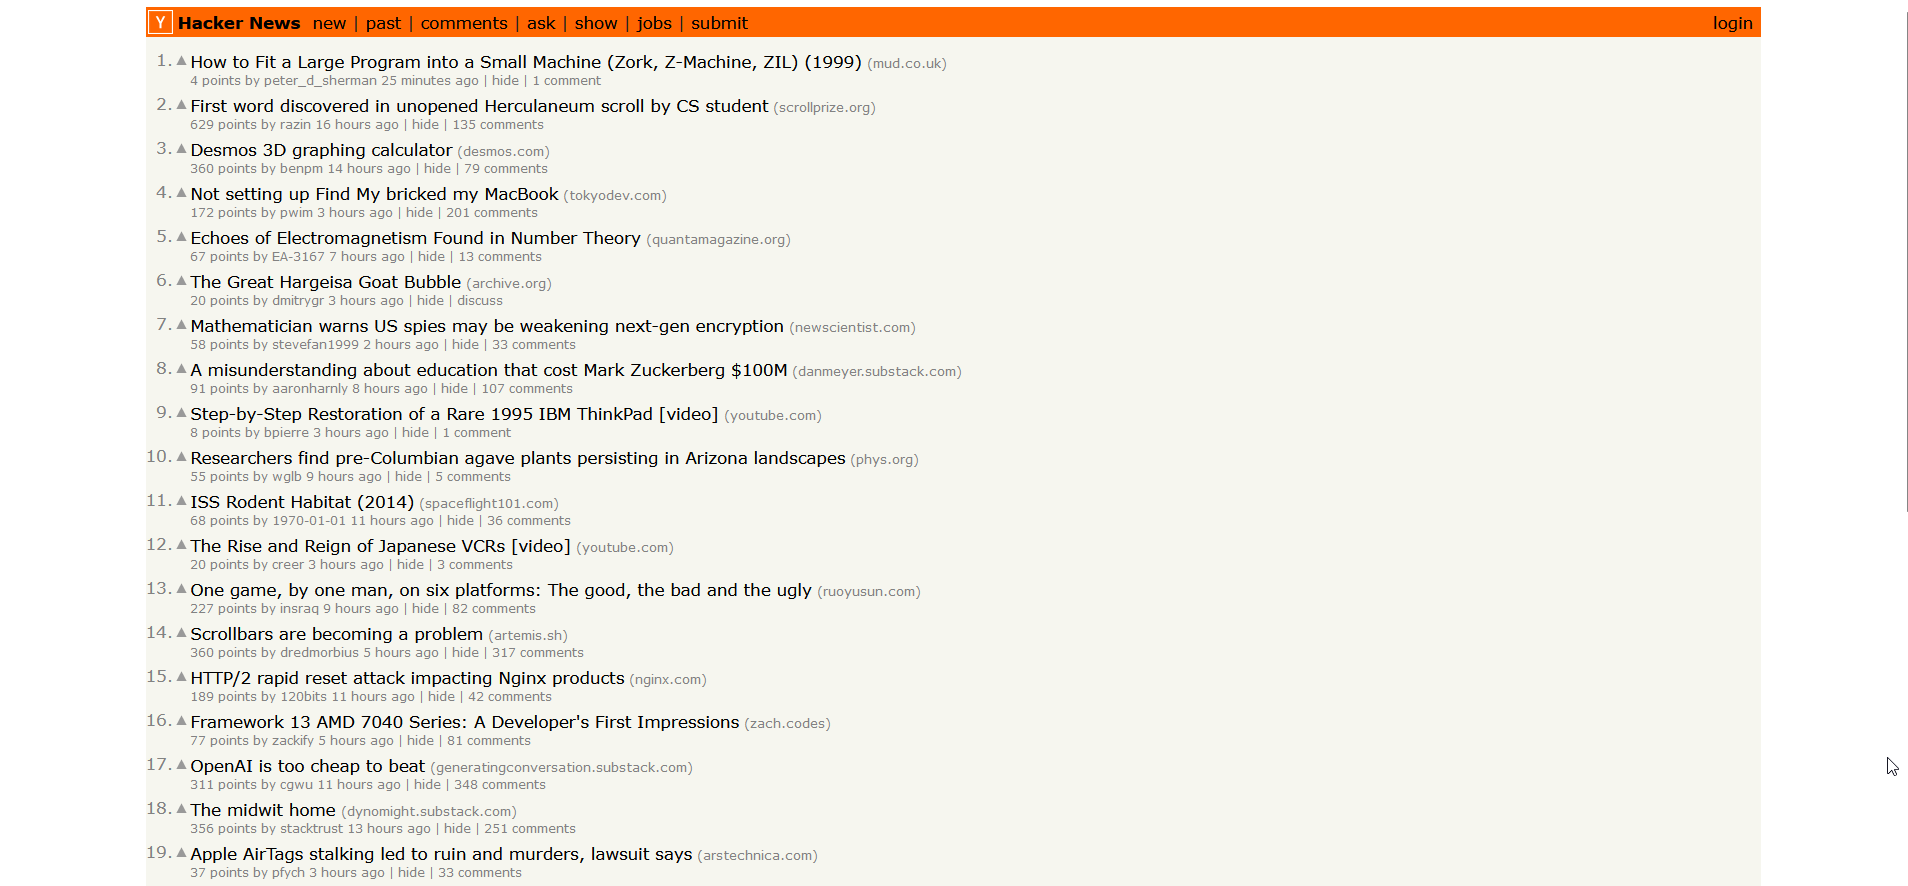 Y Hacker News new | past | comments | ask | show | jobs | submit login
1. ▲ How to Fit a Large Program into a Small Machine (Zork, Z-Machine, ZIL) (1999) (mud.co.uk)
4 points by peter_d_sherman 25 minutes ago | hide | 1 comment
2. ▲ First word discovered in unopened Herculaneum scroll by CS student (scrollprize.org)
629 points by razin 16 hours ago | hide | 135 comments
3. ▲ Desmos 3D graphing calculator (desmos.com)
360 points by benpm 14 hours ago | hide | 79 comments
4. ▲ Not setting up Find My bricked my MacBook (tokyodev.com)
172 points by pwim 3 hours ago | hide | 201 comments
5. ▲ Echoes of Electromagnetism Found in Number Theory (quantamagazine.org)
67 points by EA-3167 7 hours ago | hide | 13 comments
6. ▲ The Great Hargeisa Goat Bubble (archive.org)
20 points by dmitrygr 3 hours ago | hide | discuss
7. ▲ Mathematician warns US spies may be weakening next-gen encryption (newscientist.com)
58 points by stevefan1999 2 hours ago | hide | 33 comments
8. ▲ A misunderstanding about education that cost Mark Zuckerberg $100M (danmeyer.substack.com)
91 points by aaronharnly 8 hours ago | hide | 107 comments
9. ▲ Step-by-Step Restoration of a Rare 1995 IBM ThinkPad [video] (youtube.com)
8 points by bpierre 3 hours ago | hide | 1 comment
10. ▲ Researchers find pre-Columbian agave plants persisting in Arizona landscapes (phys.org)
55 points by wglb 9 hours ago | hide | 5 comments
11. ▲ ISS Rodent Habitat (2014) (spaceflight101.com)
68 points by 1970-01-01 11 hours ago | hide | 36 comments
12. ▲ The Rise and Reign of Japanese VCRs [video] (youtube.com)
20 points by creer 3 hours ago | hide | 3 comments
13. ▲ One game, by one man, on six platforms: The good, the bad and the ugly (ruoyusun.com)
227 points by insraq 9 hours ago | hide | 82 comments
14. ▲ Scrollbars are becoming a problem (artemis.sh)
360 points by dredmorbius 5 hours ago | hide | 317 comments
15. ▲ HTTP/2 rapid reset attack impacting Nginx products (nginx.com)
189 points by 120bits 11 hours ago | hide | 42 comments
16. ▲ Framework 13 AMD 7040 Series: A Developer's First Impressions (zach.codes)
77 points by zackify 5 hours ago | hide | 81 comments
17. ▲ OpenAI is too cheap to beat (generatingconversation.substack.com)
311 points by cgwu 11 hours ago | hide | 348 comments
18. ▲ The midwit home (dynomight.substack.com)
356 points by stacktrust 13 hours ago | hide | 251 comments
19. ▲ Apple AirTags stalking led to ruin and murders, lawsuit says (arstechnica.com)
37 points by pfych 3 hours ago | hide | 33 comments